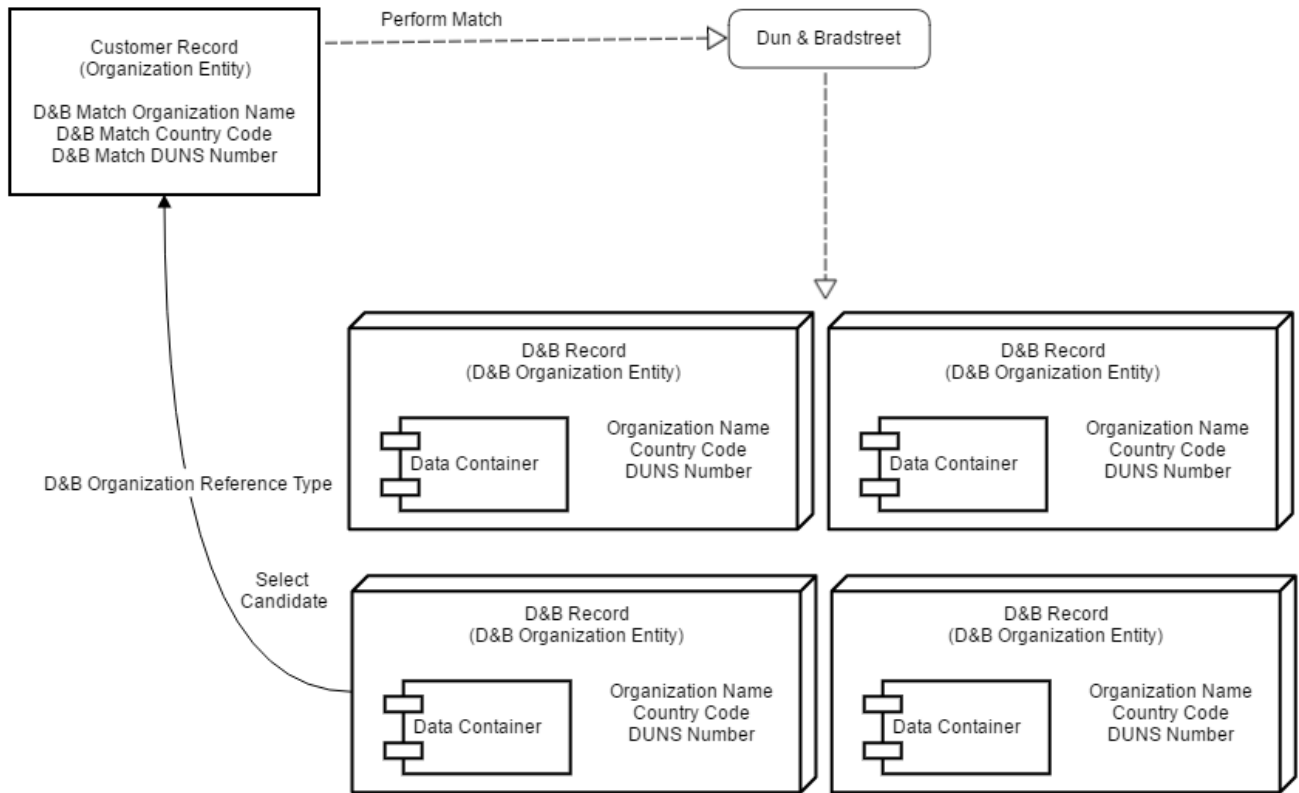 Perform Match
Customer Record
(Organization Entity)
D&B Match Organization Name
D&B Match Country Code
D&B Match DUNS Number
Dun & Bradstreet
D&B Record
(D&B Organization Entity)
Data Container
Organization Name
Country Code
DUNS Number
D&B Record
(D&B Organization Entity)
Data Container
Organization Name
Country Code
DUNS Number
D&B Organization Reference Type
Select
Candidate
D&B Record
(D&B Organization Entity)
Data Container
Organization Name
Country Code
DUNS Number
D&B Record
(D&B Organization Entity)
Data Container
Organization Name
Country Code
DUNS Number